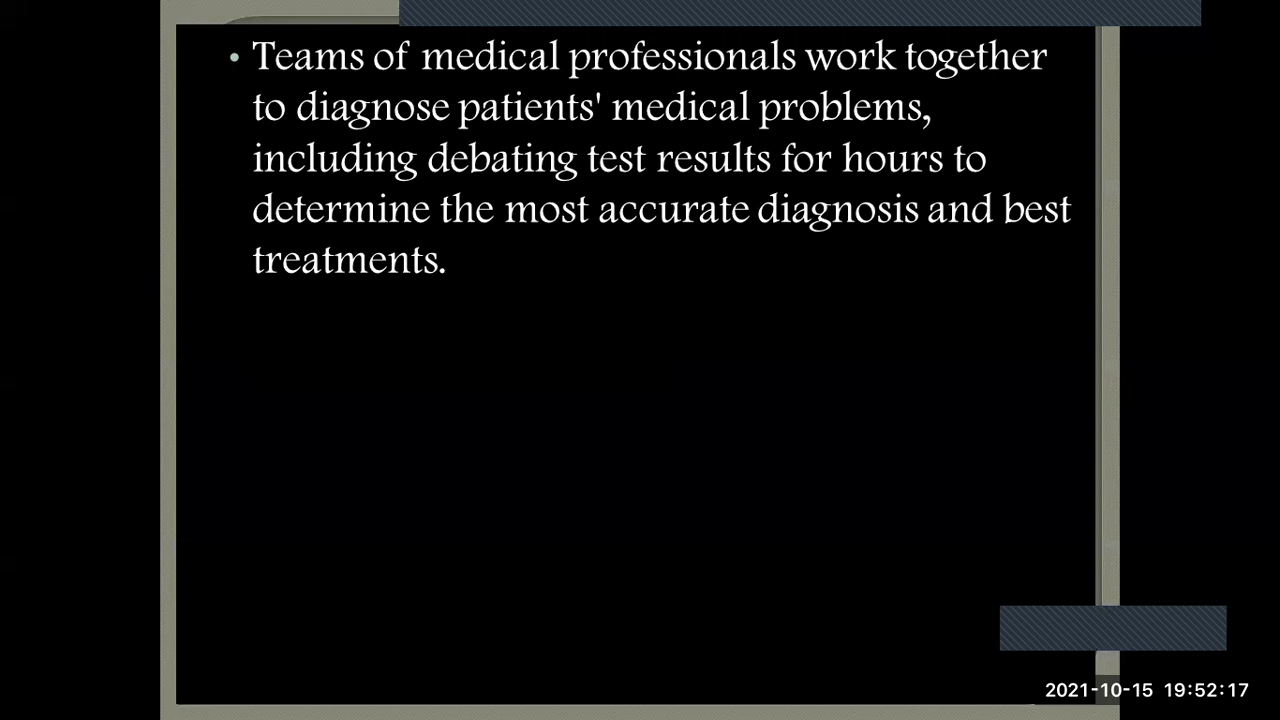 • Teams of medical professionals work together
to diagnose patients' medical problems,
including debating test results for hours to
determine the most accurate diagnosis and best
treatments.
2021-10-15 19:52:17